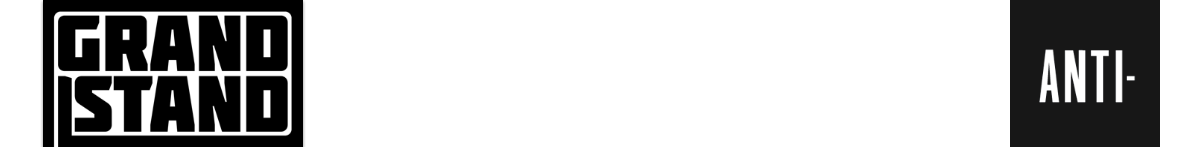 GRAND
STAND
ANTI-